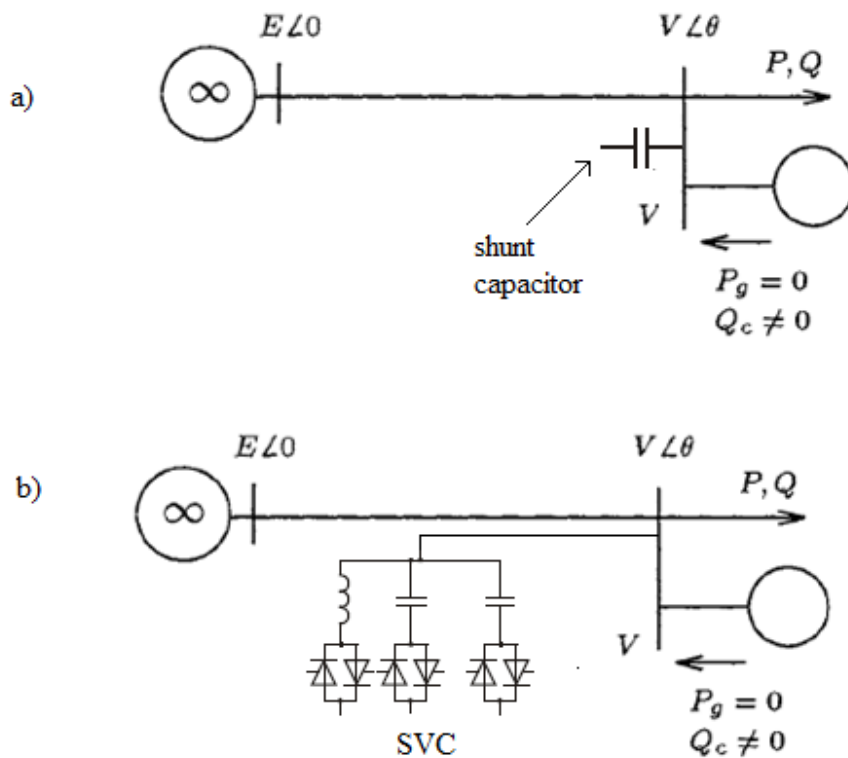 E∠0
V∠θ
P, Q
a)
∞
V
shunt
capacitor
P_g = 0
Q_c ≠ 0
E∠0
V∠θ
P, Q
b)
∞
V
SVC
P_g = 0
Q_c ≠ 0